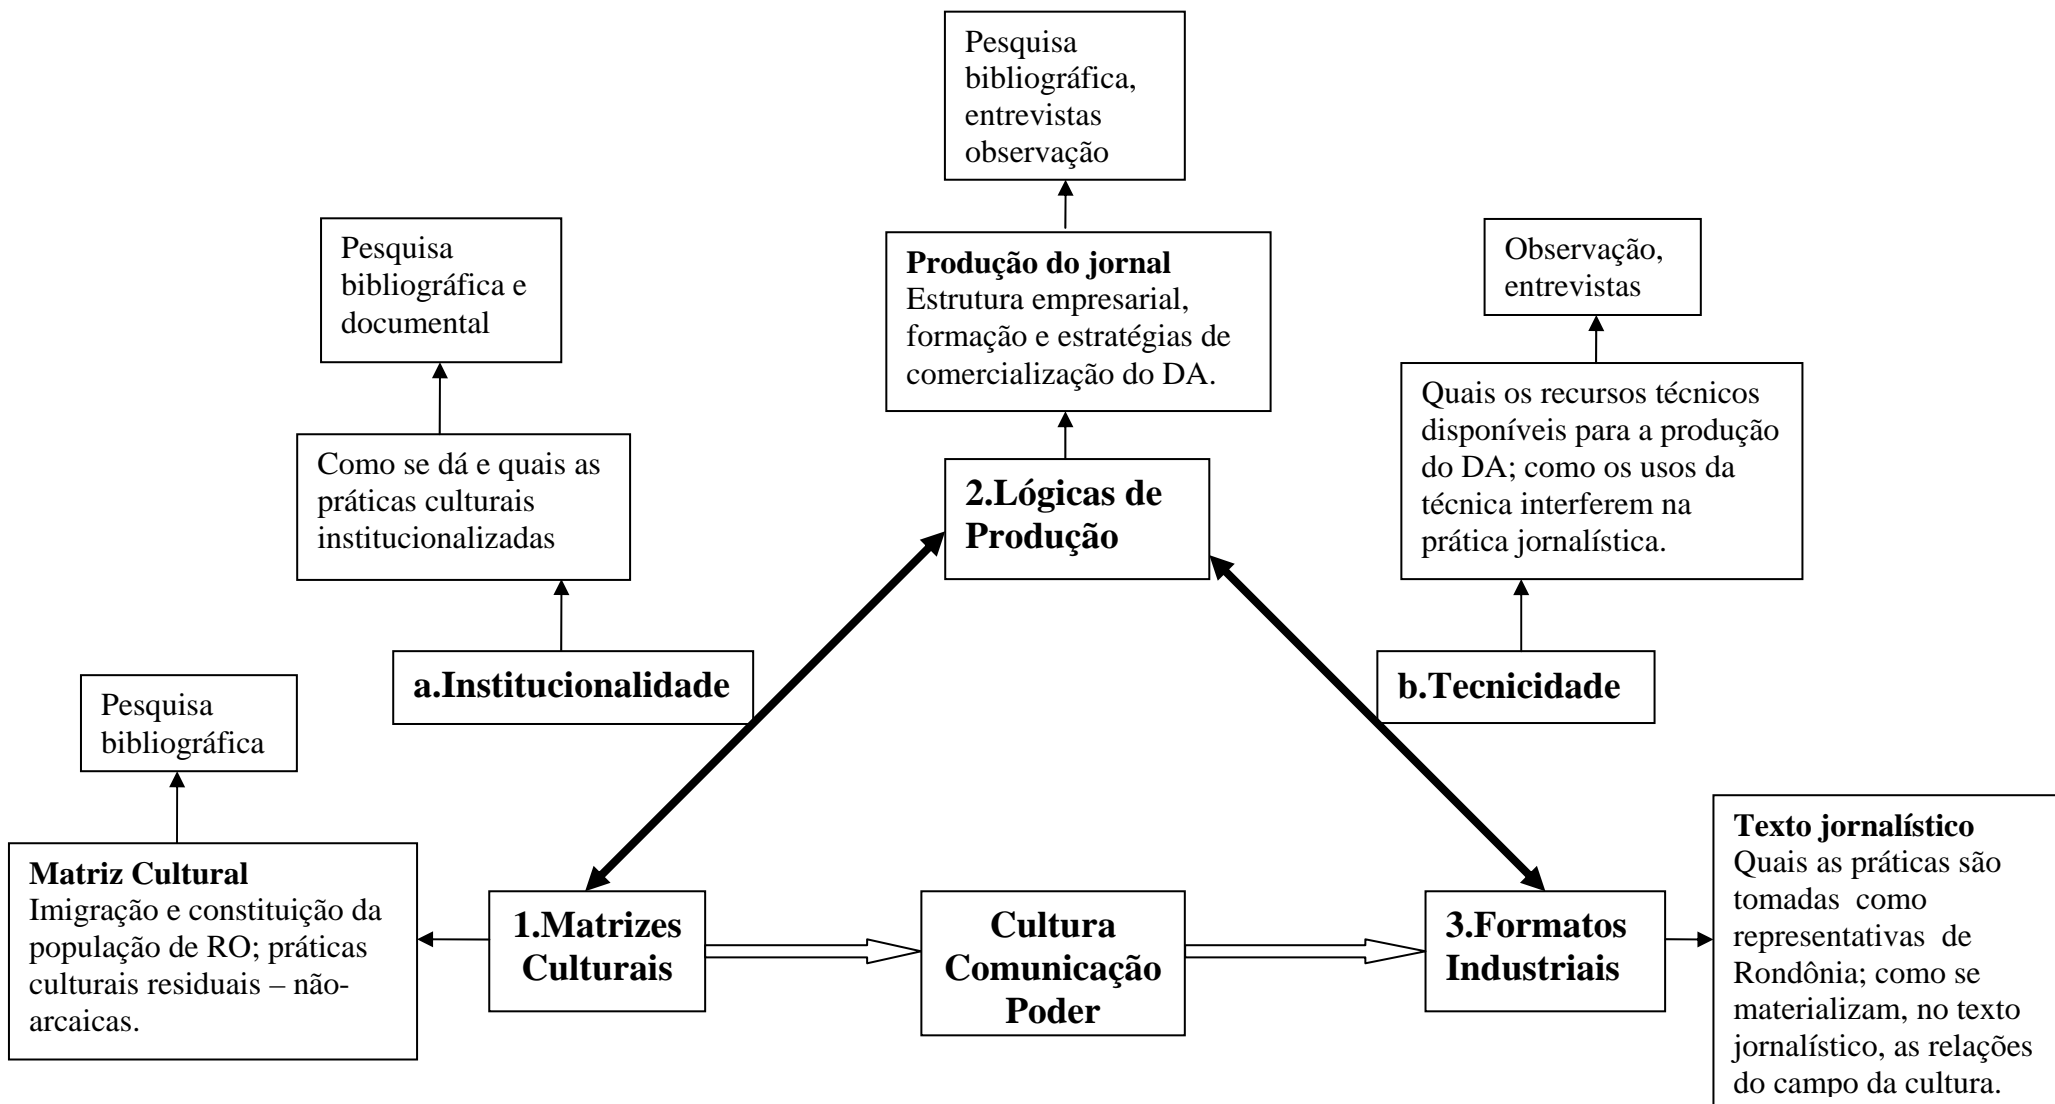 Pesquisa
bibliográfica,
entrevistas
observação
Pesquisa
bibliográfica e
documental
Produção do jornal
Estrutura empresarial,
formação e estratégias de
comercialização do DA.
Observação,
entrevistas
Como se dá e quais as
práticas culturais
institucionalizadas
2.Lógicas de
Produção
Quais os recursos técnicos
disponíveis para a produção
do DA; como os usos da
técnica interferem na
prática jornalística.
a.Institucionalidade
b.Tecnicidade
Pesquisa
bibliográfica
Matriz Cultural
Imigração e constituição da
população de RO; práticas
culturais residuais – não-
arcaicas.
1.Matrizes
Culturais
Cultura
Comunicação
Poder
3.Formatos
Industriais
Texto jornalístico
Quais as práticas são
tomadas como
representativas de
Rondônia; como se
materializam, no texto
jornalístico, as relações
do campo da cultura.